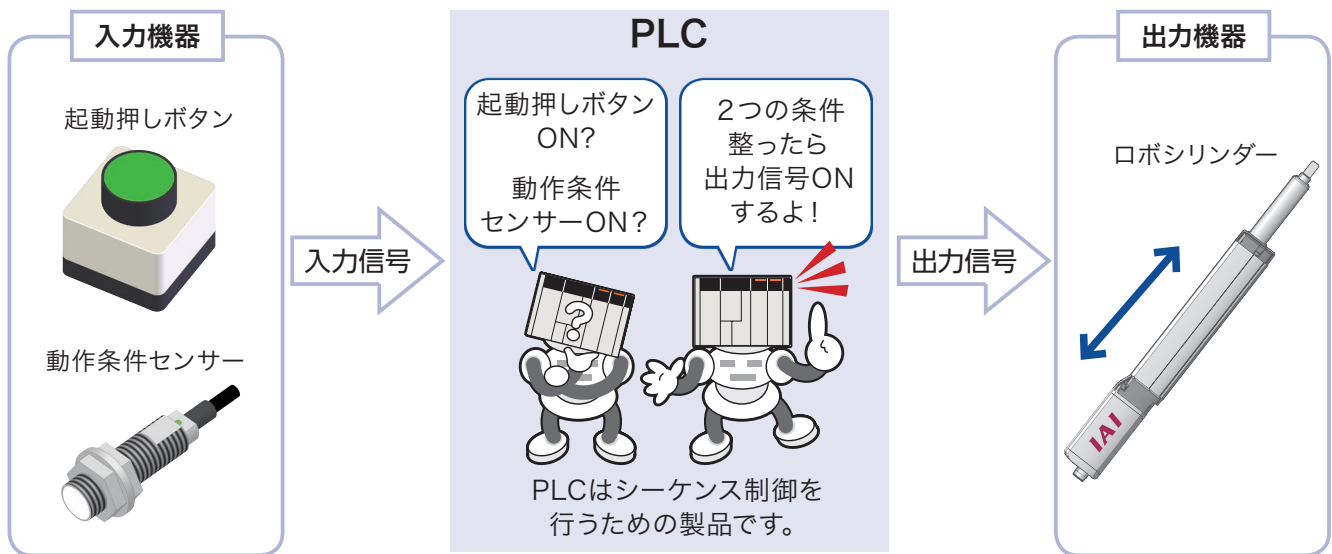 入力機器
起動押しボタン
動作条件センサー
入力信号
PLC
起動押しボタン
ON?
動作条件
センサーON?
2つの条件
整ったら
出力信号ON
するよ!
?
PLCはシーケンス制御を
行うための製品です。
出力信号
出力機器
ロボシリンダー
IAI